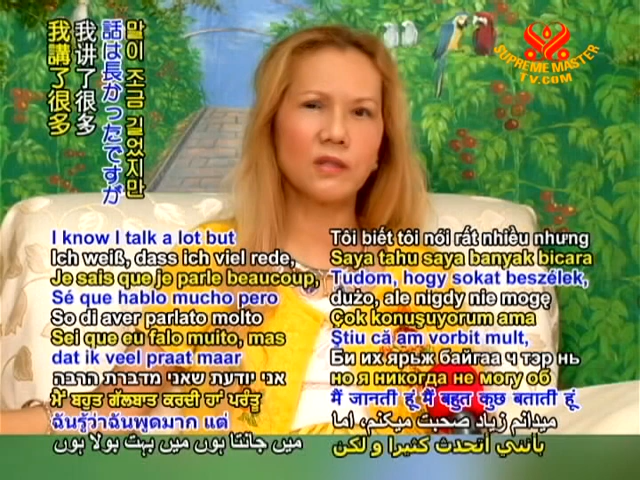 말이 조금 길었지만
話は長かったですが
我讲了很多
我講了很多
SUPREME MASTER
TV.COM
I know I talk a lot but
Ich weiß, dass ich viel rede,
Je sais que je parle beaucoup,
Sé que hablo mucho pero
So di aver parlato molto
Sei que eu falo muito, mas
dat ik veel praat maar
אני יודעת שאני מדברת הרבה
ਮੈਂ ਬਹੁਤ ਗੱਲਬਾਤ ਕਰਦੀ ਹਾਂ ਪਰੰਤੂ
ฉันรู้ว่าฉันพูดมาก แต่
میں جانتا ہوں میں بہت بولا ہوں
Tôi biết tôi nói rất nhiều nhưng
Saya tahu saya banyak bicara
Tudom, hogy sokat beszélek,
dużo, ale nigdy nie mogę
Çok konuşuyorum ama
Ştiu că am vorbit mult,
Би их ярьж байгаа ч тэр нь
но я никогда не могу об
मैं जानती हूं मैं बहुत कुछ बताती हूं
میدانم زیاد صحبت میکنم، اما
بأنني أتحدث كثيرا و لكن